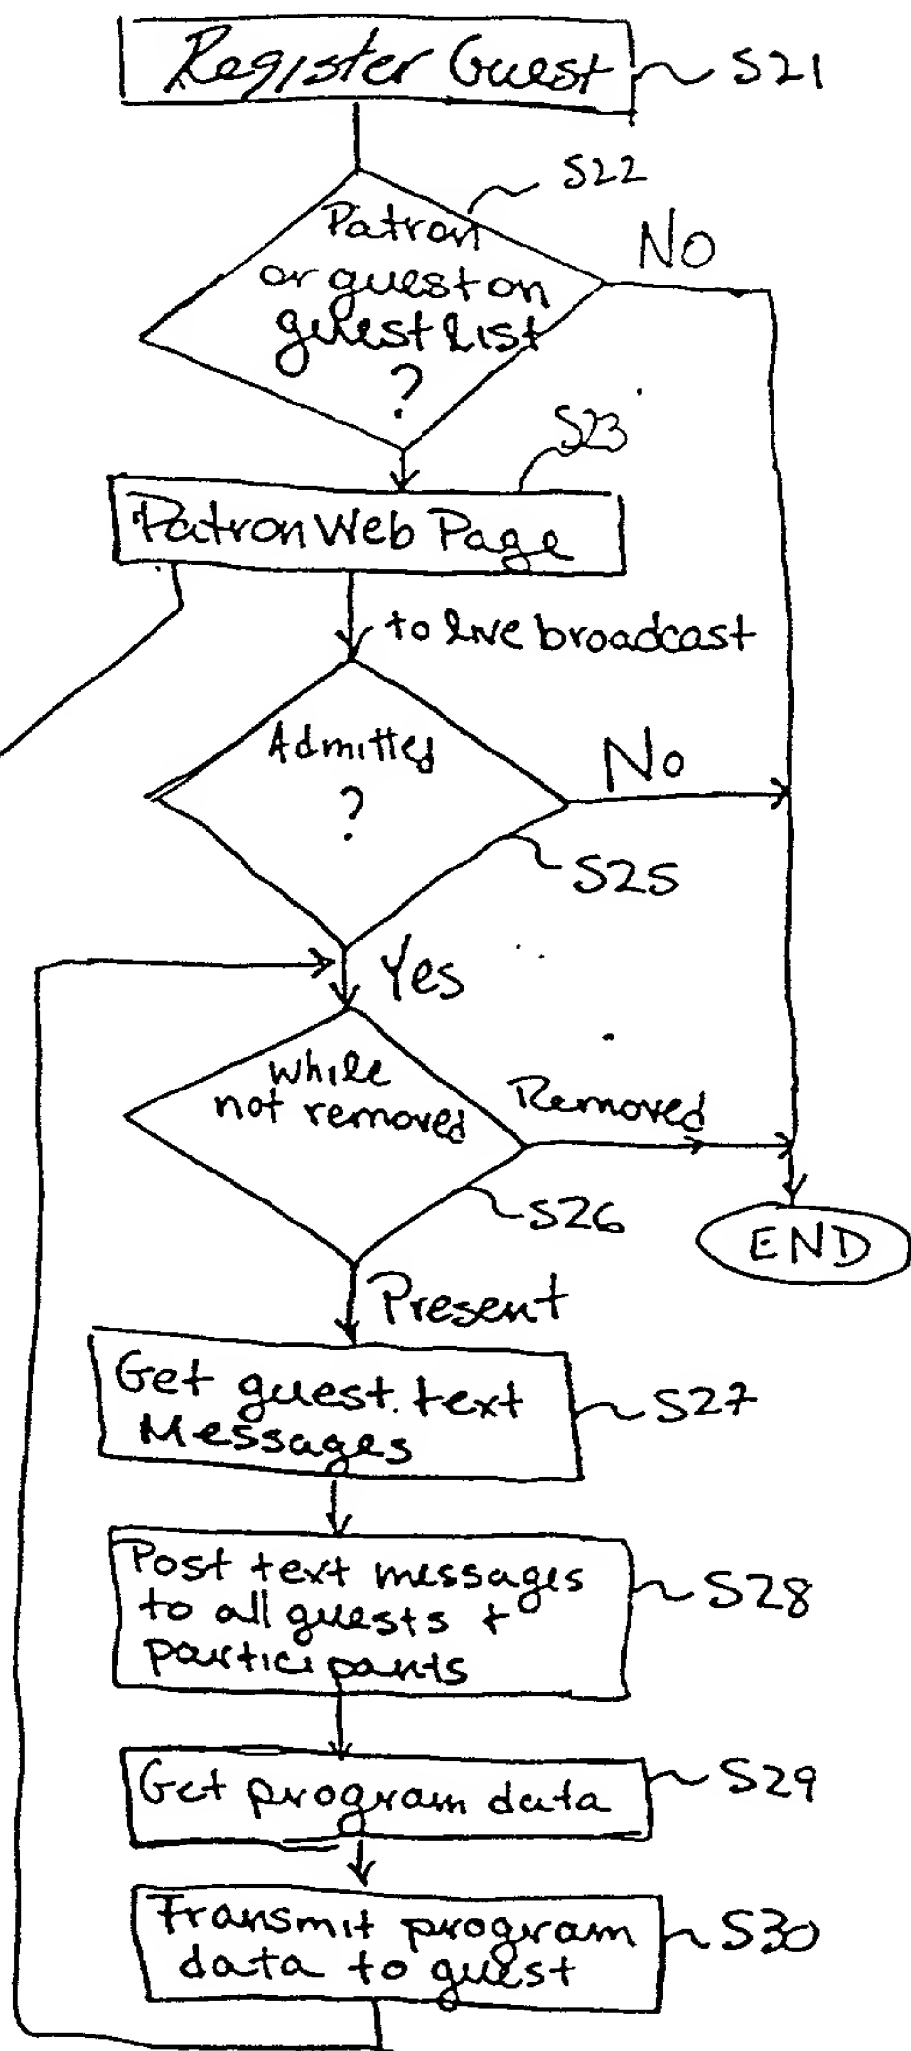 Register Guest
S21
S22
Patron
or guest on
guest list
?
No
S23
Patron Web Page
to live broadcast
Admitted
?
No
S25
Yes
while
not removed
Removed
S26
END
Present
Get guest text
Messages
S27
Post text messages
to all guests +
participants
S28
Get program data
S29
Transmit program
data to guest
S30